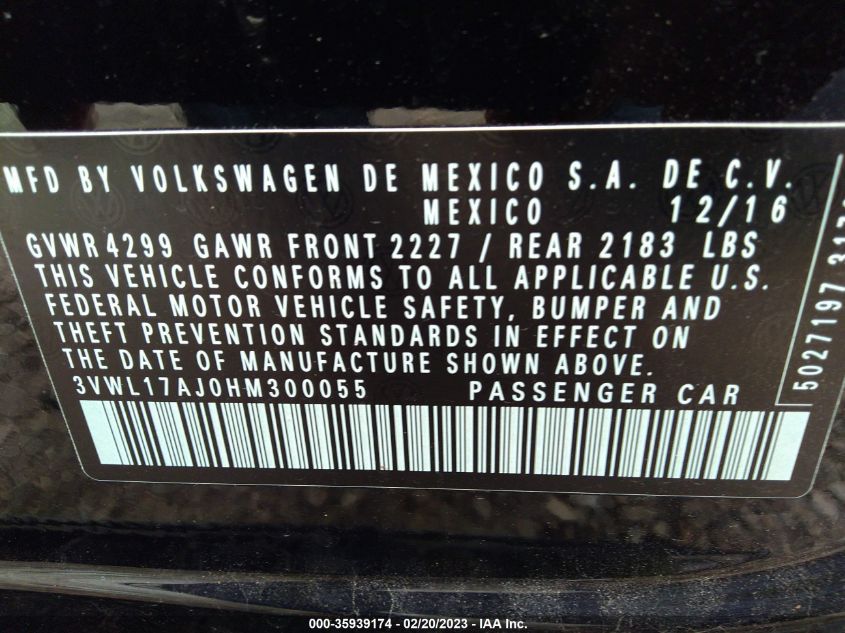 MFD BY VOLKSWAGEN DE MEXICO S.A. DE C.V.
MEXICO 12/16
GVWR 4299 GAWR FRONT 2227 / REAR 2183 LBS
THIS VEHICLE CONFORMS TO ALL APPLICABLE U.S.
FEDERAL MOTOR VEHICLE SAFETY, BUMPER AND
THEFT PREVENTION STANDARDS IN EFFECT ON
THE DATE OF MANUFACTURE SHOWN ABOVE.
3VWL17AJ0HM300055 PASSENGER CAR
5027197
000-35939174 - 02/20/2023 - IAA Inc.